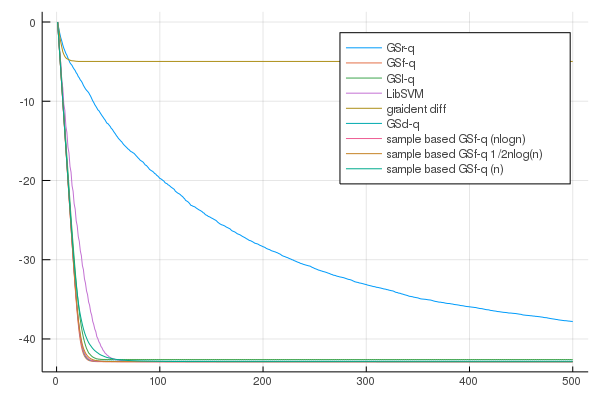 0
-10
-20
-30
-40
0
100
200
300
400
500
GSr-q
GSf-q
GSl-q
LibSVM
graident diff
GSd-q
sample based GSf-q (nlogn)
sample based GSf-q 1/2nlog(n)
sample based GSf-q (n)